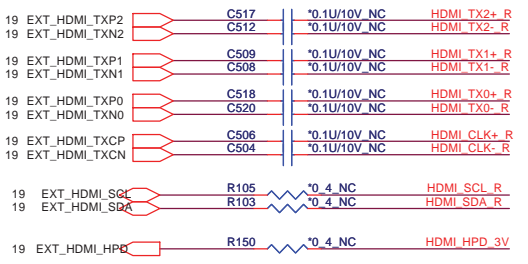 19 EXT_HDMI_TXP2 C517 *0.1U/10V_NC HDMI_TX2+_R
19 EXT_HDMI_TXN2 C512 *0.1U/10V_NC HDMI_TX2-_R
19 EXT_HDMI_TXP1 C509 *0.1U/10V_NC HDMI_TX1+_R
19 EXT_HDMI_TXN1 C508 *0.1U/10V_NC HDMI_TX1-_R
19 EXT_HDMI_TXP0 C518 *0.1U/10V_NC HDMI_TX0+_R
19 EXT_HDMI_TXN0 C520 *0.1U/10V_NC HDMI_TX0-_R
19 EXT_HDMI_TXCP C506 *0.1U/10V_NC HDMI_CLK+_R
19 EXT_HDMI_TXCN C504 *0.1U/10V_NC HDMI_CLK-_R
19 EXT_HDMI_SCL R105 *0_4_NC HDMI_SCL_R
19 EXT_HDMI_SDA R103 *0_4_NC HDMI_SDA_R
19 EXT_HDMI_HPD R150 *0_4_NC HDMI_HPD_3V